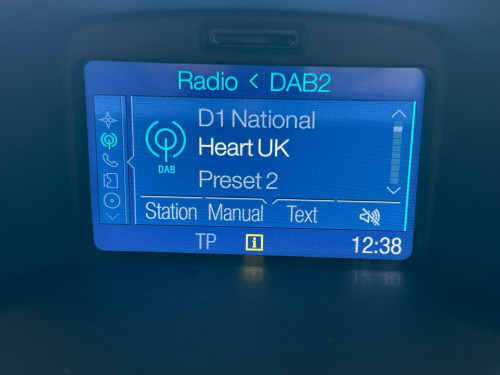 Radio < DAB2
D1 National
Heart UK
DAB
Preset 2
Station Manual Text
TP i 12:38